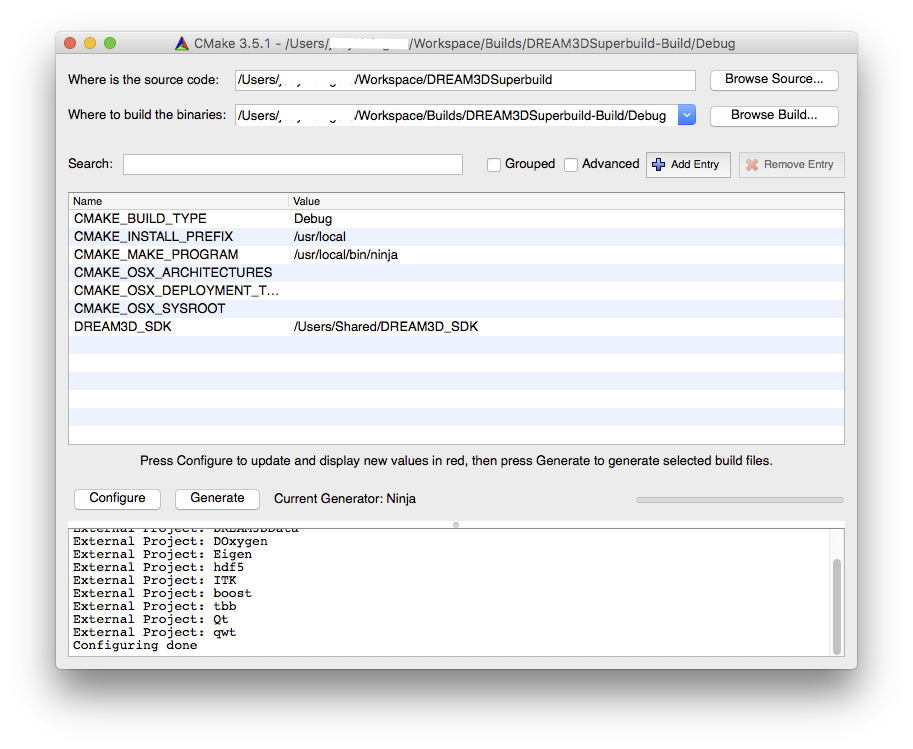 CMake 3.5.1 - /Users/ /Workspace/Builds/DREAM3DSuperbuild-Build/Debug
Where is the source code: /Users/ /Workspace/DREAM3DSuperbuild Browse Source...
Where to build the binaries: /Users/ /Workspace/Builds/DREAM3DSuperbuild-Build/Debug Browse Build...
Search: Grouped Advanced Add Entry Remove Entry
Name Value
CMAKE_BUILD_TYPE Debug
CMAKE_INSTALL_PREFIX /usr/local
CMAKE_MAKE_PROGRAM /usr/local/bin/ninja
CMAKE_OSX_ARCHITECTURES
CMAKE_OSX_DEPLOYMENT_T...
CMAKE_OSX_SYSROOT
DREAM3D_SDK /Users/Shared/DREAM3D_SDK
Press Configure to update and display new values in red, then press Generate to generate selected build files.
Configure Generate Current Generator: Ninja
External Project: DREAM3DData
External Project: DOxygen
External Project: Eigen
External Project: hdf5
External Project: ITK
External Project: boost
External Project: tbb
External Project: Qt
External Project: qwt
Configuring done